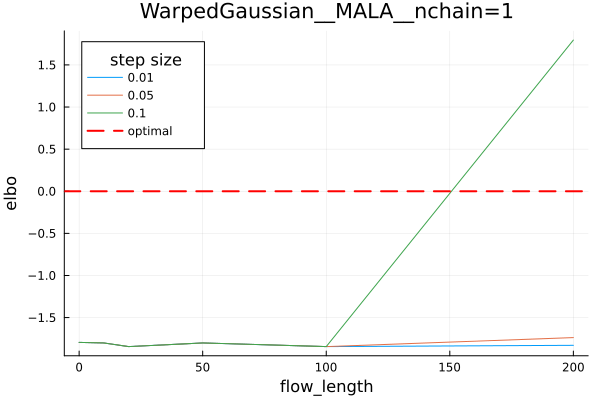 WarpedGaussian__MALA__nchain=1
step size
0.01
0.05
0.1
optimal
1.5
1.0
0.5
0.0
−0.5
−1.0
−1.5
elbo
0 50 100 150 200
flow_length